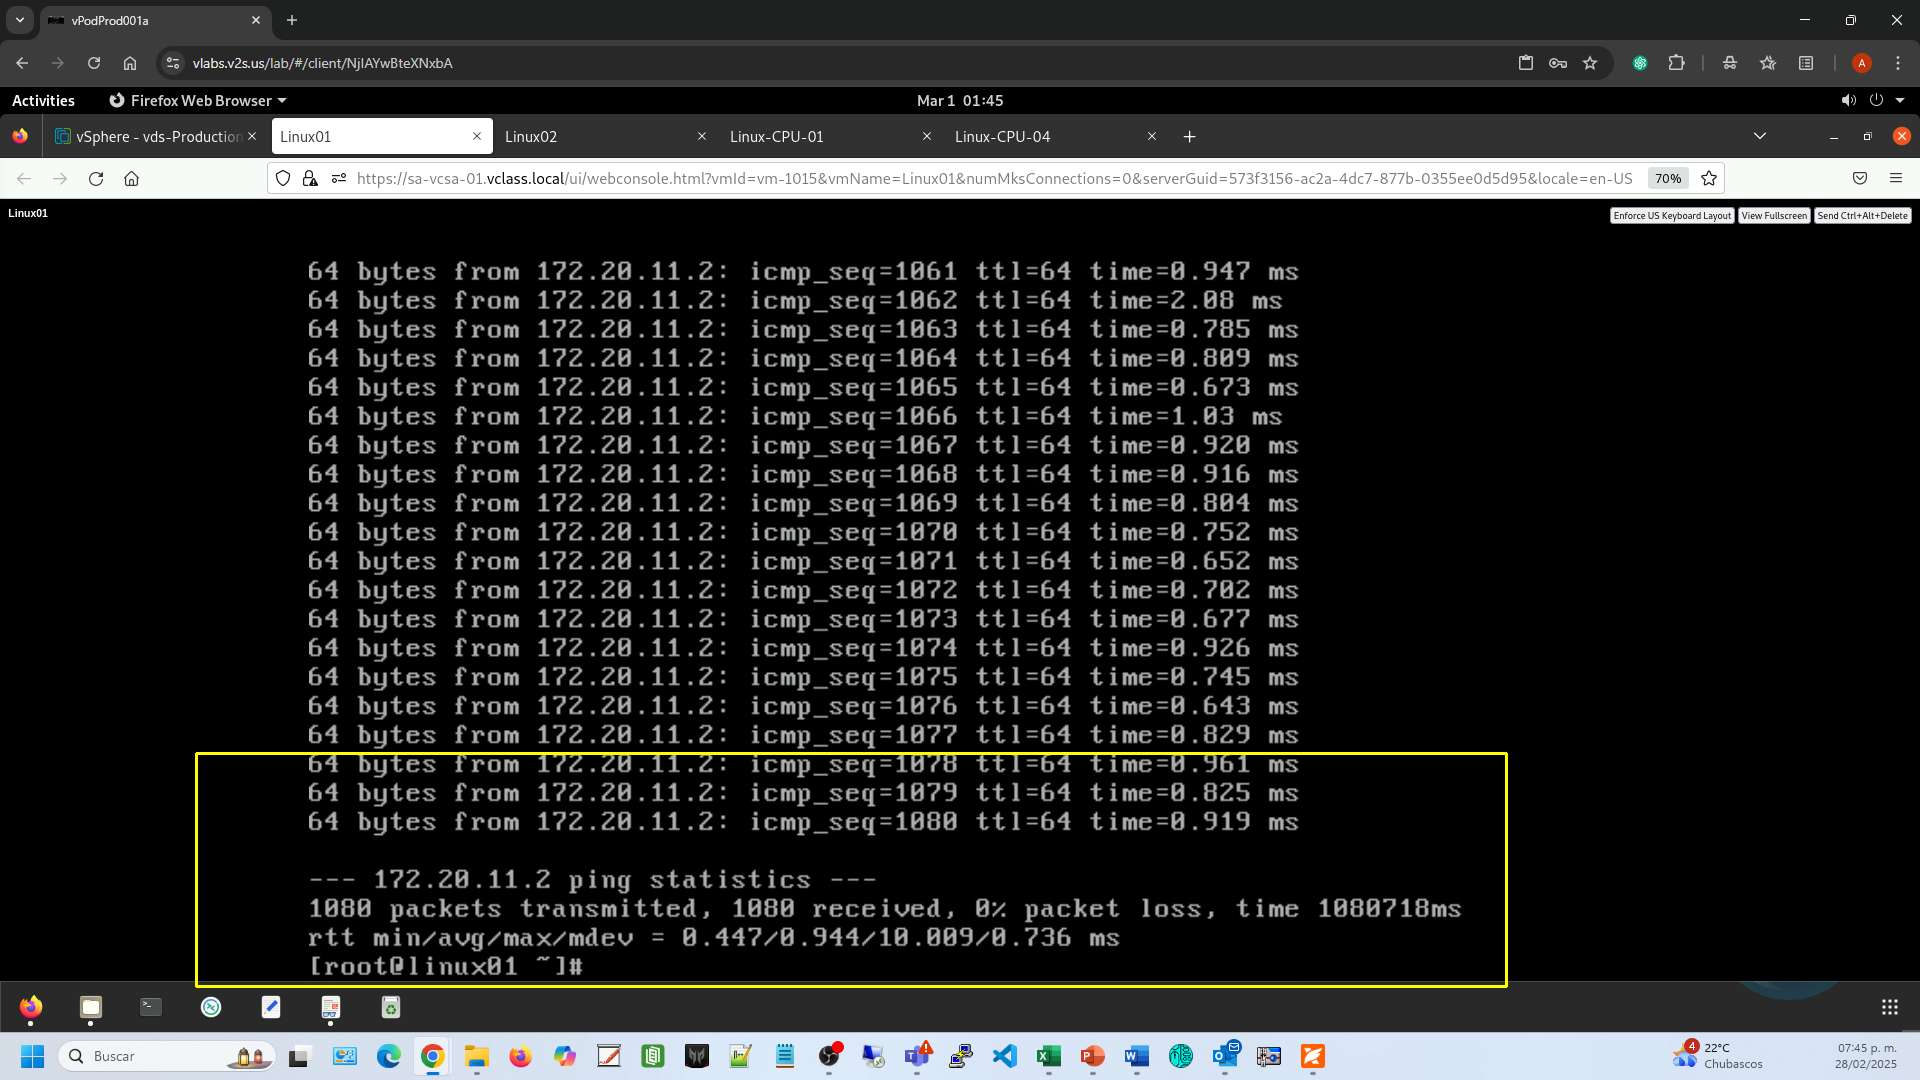 vPodProd001a
vlabs.v2s.us/lab/#/client/NjIAYwBteXNxbA
A
Activities
Firefox Web Browser
Mar 1 01:45
vSphere - vds-Production
Linux01
Linux02
Linux-CPU-01
Linux-CPU-04
https://sa-vcsa-01.vclass.local/ui/webconsole.html?vmId=vm-1015&vmName=Linux01&numMksConnections=0&serverGuid=573f3156-ac2a-4dc7-877b-0355ee0d5d95&locale=en-US
70%
Linux01
Enforce US Keyboard Layout
View Fullscreen
Send Ctrl+Alt+Delete
64 bytes from 172.20.11.2: icmp_seq=1061 ttl=64 time=0.947 ms
64 bytes from 172.20.11.2: icmp_seq=1062 ttl=64 time=2.08 ms
64 bytes from 172.20.11.2: icmp_seq=1063 ttl=64 time=0.785 ms
64 bytes from 172.20.11.2: icmp_seq=1064 ttl=64 time=0.809 ms
64 bytes from 172.20.11.2: icmp_seq=1065 ttl=64 time=0.673 ms
64 bytes from 172.20.11.2: icmp_seq=1066 ttl=64 time=1.03 ms
64 bytes from 172.20.11.2: icmp_seq=1067 ttl=64 time=0.920 ms
64 bytes from 172.20.11.2: icmp_seq=1068 ttl=64 time=0.916 ms
64 bytes from 172.20.11.2: icmp_seq=1069 ttl=64 time=0.804 ms
64 bytes from 172.20.11.2: icmp_seq=1070 ttl=64 time=0.752 ms
64 bytes from 172.20.11.2: icmp_seq=1071 ttl=64 time=0.652 ms
64 bytes from 172.20.11.2: icmp_seq=1072 ttl=64 time=0.702 ms
64 bytes from 172.20.11.2: icmp_seq=1073 ttl=64 time=0.677 ms
64 bytes from 172.20.11.2: icmp_seq=1074 ttl=64 time=0.926 ms
64 bytes from 172.20.11.2: icmp_seq=1075 ttl=64 time=0.745 ms
64 bytes from 172.20.11.2: icmp_seq=1076 ttl=64 time=0.643 ms
64 bytes from 172.20.11.2: icmp_seq=1077 ttl=64 time=0.829 ms
64 bytes from 172.20.11.2: icmp_seq=1078 ttl=64 time=0.961 ms
64 bytes from 172.20.11.2: icmp_seq=1079 ttl=64 time=0.825 ms
64 bytes from 172.20.11.2: icmp_seq=1080 ttl=64 time=0.919 ms
--- 172.20.11.2 ping statistics ---
1080 packets transmitted, 1080 received, 0% packet loss, time 1080718ms
rtt min/avg/max/mdev = 0.447/0.944/10.009/0.736 ms
[root@linux01 ~]#
Buscar
4
22°C
Chubascos
07:45 p. m.
28/02/2025